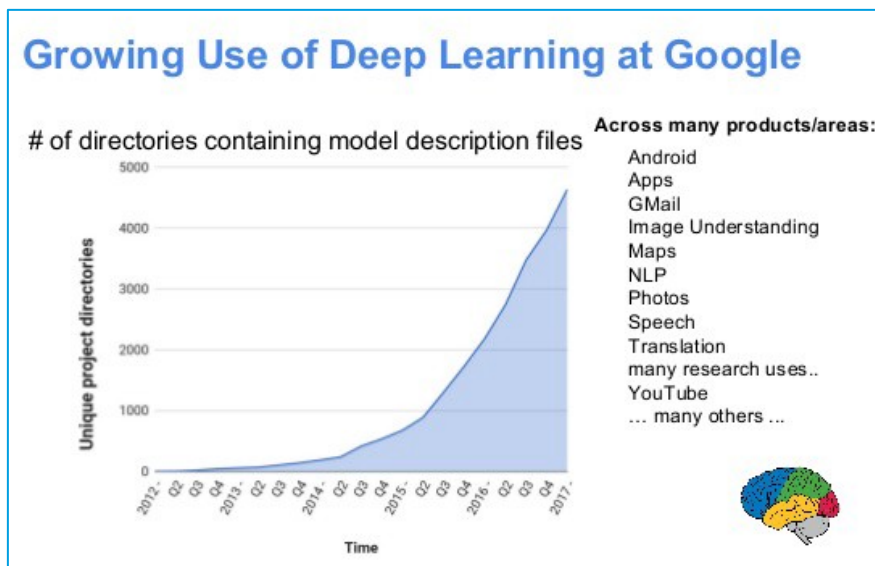 Growing Use of Deep Learning at Google
# of directories containing model description files
5000
4000
3000
2000
1000
0
Unique project directories
2012 -
Q2
Q3
Q4
2013 -
Q2
Q3
Q4
2014 -
Q2
Q3
Q4
2015 -
Q2
Q3
Q4
2016 -
Q2
Q3
Q4
2017 -
Time
Across many products/areas:
Android
Apps
GMail
Image Understanding
Maps
NLP
Photos
Speech
Translation
many research uses..
YouTube
… many others ...